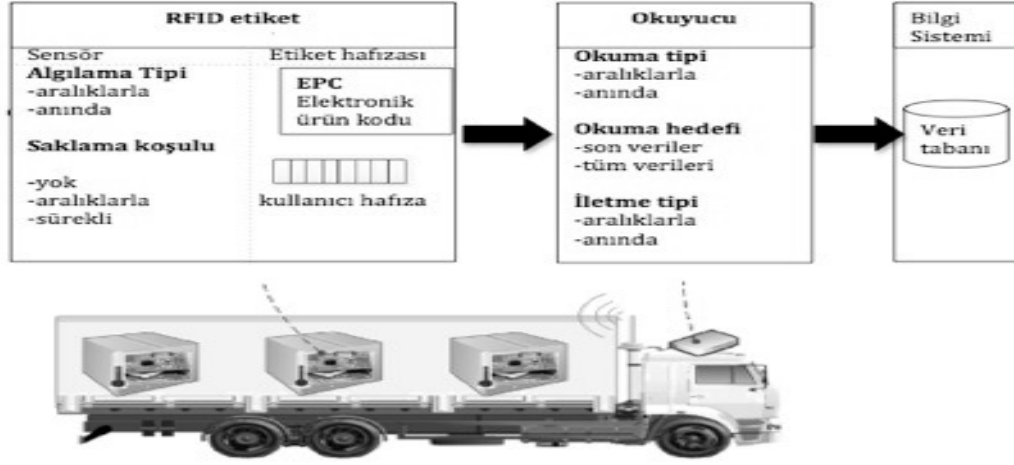 RFID etiket
Sensör
Algılama Tipi
-aralıklarla
-anında
Saklama koşulu
-yok
-aralıklarla
-sürekli
Etiket hafızası
EPC
Elektronik
ürün kodu
kullanıcı hafıza
Okuyucu
Okuma tipi
-aralıklarla
-anında
Okuma hedefi
-son veriler
-tüm verileri
İletme tipi
-aralıklarla
-anında
Bilgi
Sistemi
Veri
tabanı